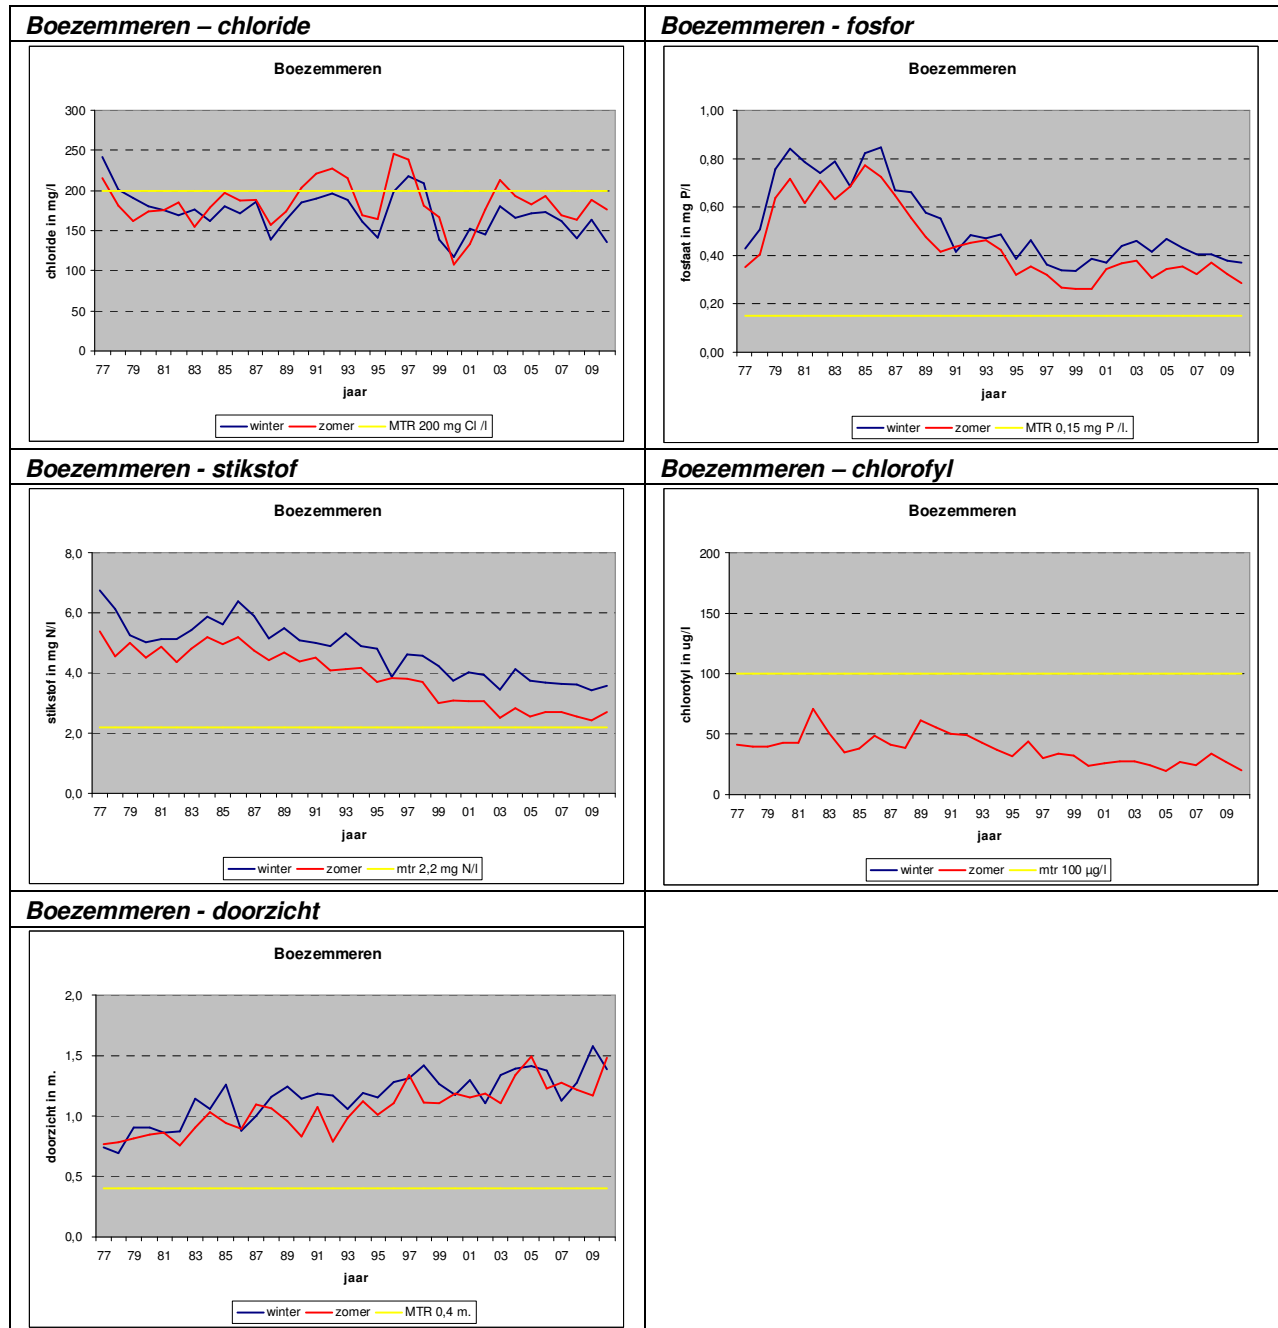 Boezemmeren – chloride
Boezemmeren
300
250
200
150
100
50
0
chloride in mg/l
77 79 81 83 85 87 89 91 93 95 97 99 01 03 05 07 09
jaar
winter zomer MTR 200 mg Cl /l
Boezemmeren - fosfor
Boezemmeren
1,00
0,80
0,60
0,40
0,20
0,00
fosfaat in mg P/l
77 79 81 83 85 87 89 91 93 95 97 99 01 03 05 07 09
jaar
winter zomer MTR 0,15 mg P /l.
Boezemmeren - stikstof
Boezemmeren
8,0
6,0
4,0
2,0
0,0
stikstof in mg N/l
77 79 81 83 85 87 89 91 93 95 97 99 01 03 05 07 09
jaar
winter zomer mtr 2,2 mg N/l
Boezemmeren – chlorofyl
Boezemmeren
200
150
100
50
0
chlorofyl in ug/l
77 79 81 83 85 87 89 91 93 95 97 99 01 03 05 07 09
jaar
winter zomer mtr 100 µg/l
Boezemmeren - doorzicht
Boezemmeren
2,0
1,5
1,0
0,5
0,0
doorzicht in m.
77 79 81 83 85 87 89 91 93 95 97 99 01 03 05 07 09
jaar
winter zomer MTR 0,4 m.